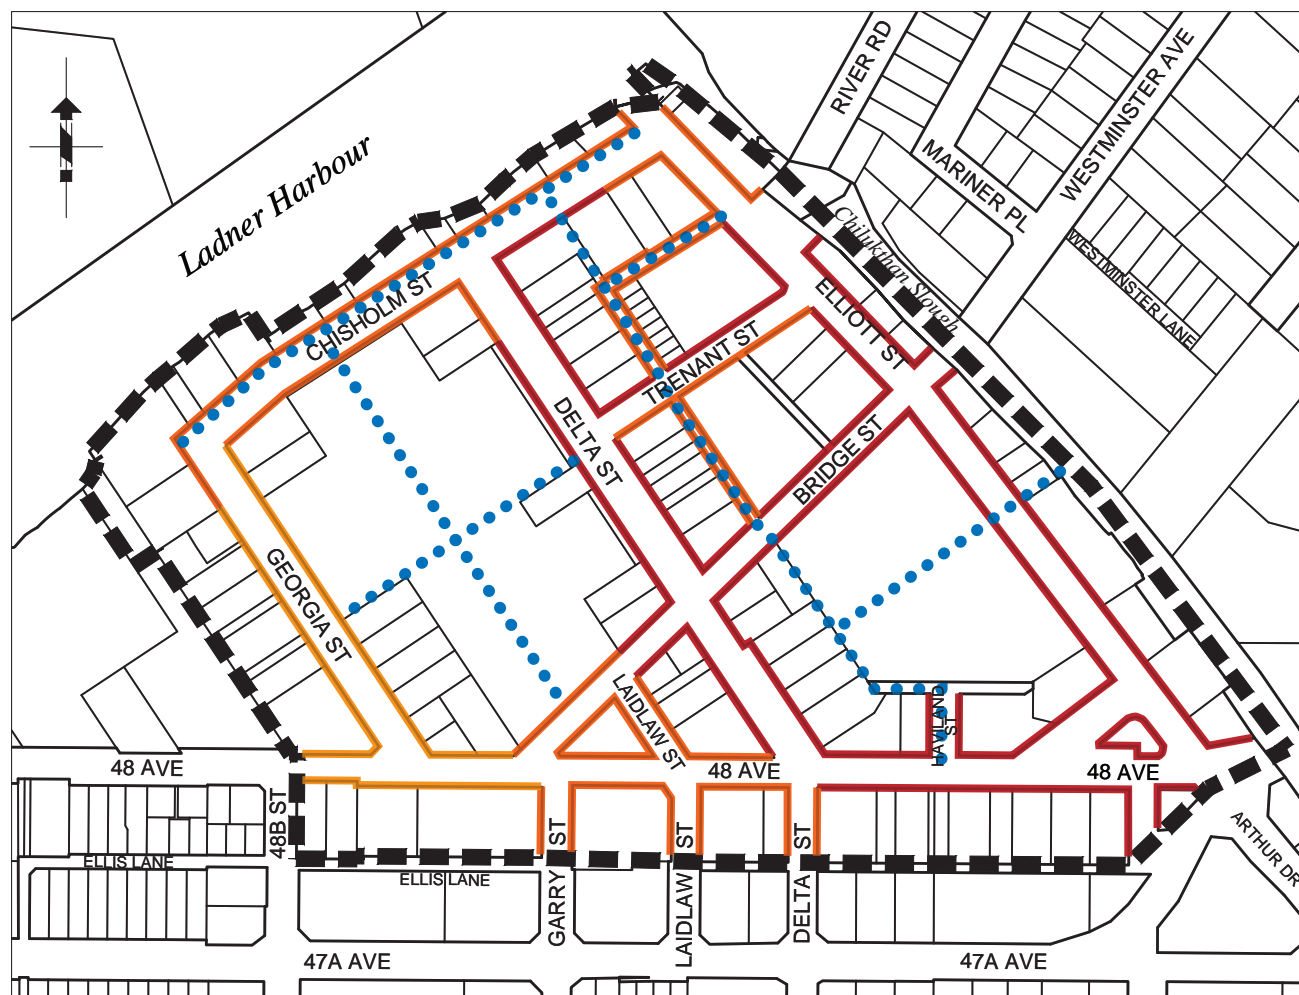 RIVER RD
WESTMINSTER AVE
MARINER PL
Ladner Harbour
Chilukthan Slough
WESTMINSTER LANE
CHISHOLM ST
ELLIOTT ST
TRENANT ST
DELTA ST
BRIDGE ST
GEORGIA ST
LAIDLAW ST
HAVILAND
ST
48 AVE
48 AVE
48 AVE
48B ST
GARRY ST
LAIDLAW ST
DELTA ST
ARTHUR DR
ELLIS LANE
ELLIS LANE
47A AVE
47A AVE